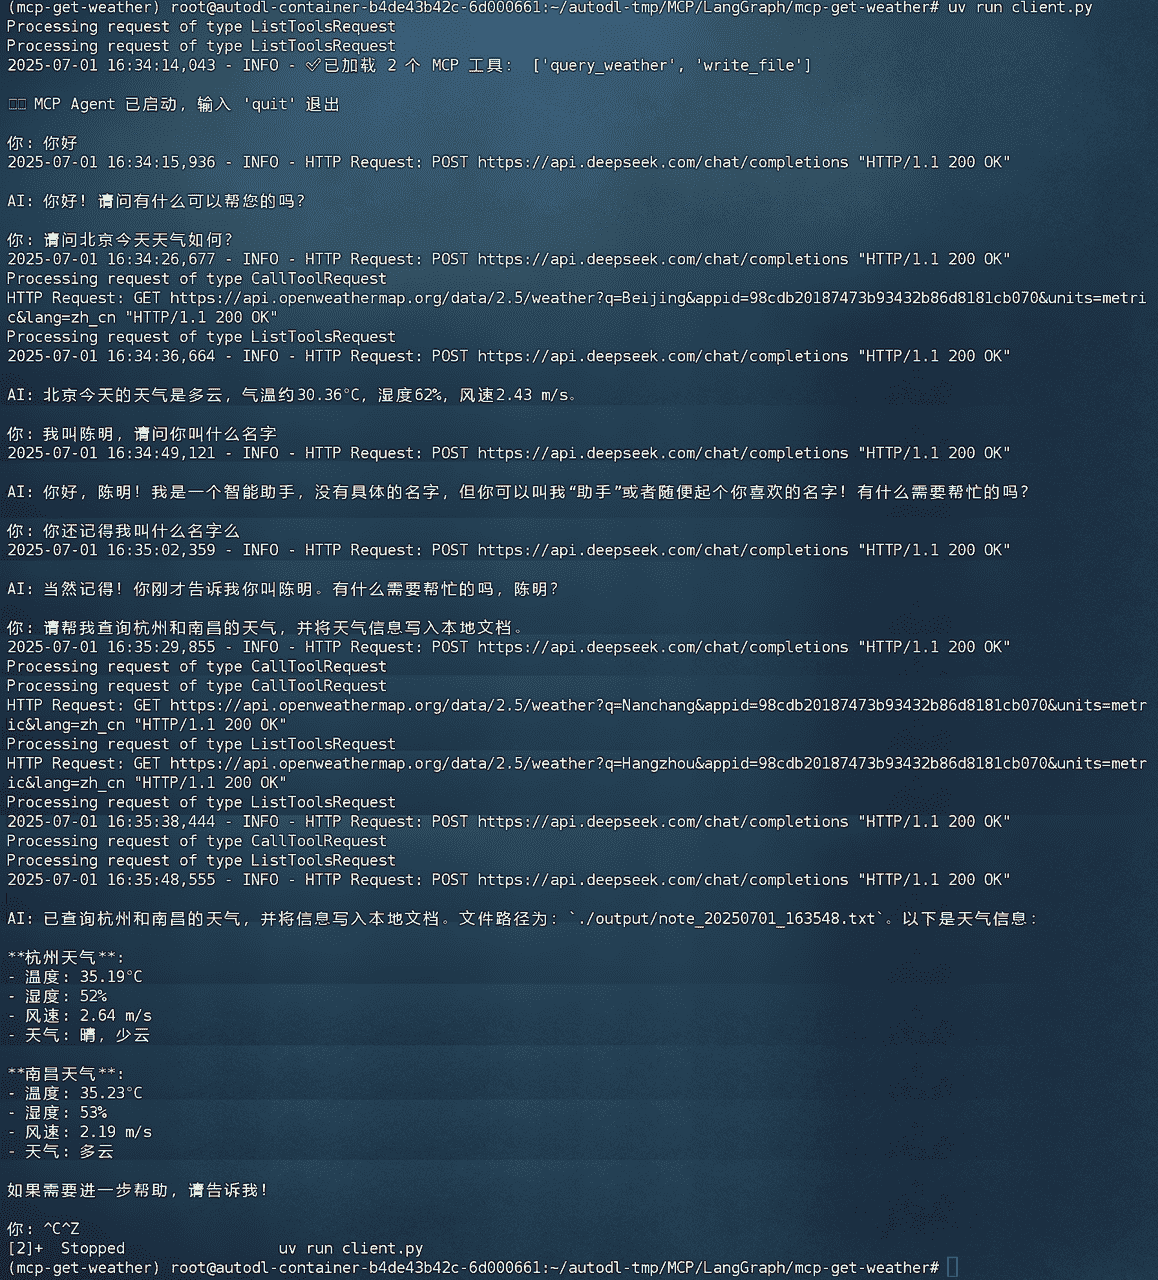 (mcp-get-weather) root@autodl-container-b4de43b42c-6d000661:~/autodl-tmp/MCP/LangGraph/mcp-get-weather# uv run client.py
Processing request of type ListToolsRequest
Processing request of type ListToolsRequest
2025-07-01 16:34:14,043 - INFO - ✅已加载 2 个 MCP 工具： ['query_weather', 'write_file']
MCP Agent 已启动，输入 'quit' 退出
你: 你好
2025-07-01 16:34:15,936 - INFO - HTTP Request: POST https://api.deepseek.com/chat/completions "HTTP/1.1 200 OK"
AI: 你好！请问有什么可以帮您的吗？
你: 请问北京今天天气如何？
2025-07-01 16:34:26,677 - INFO - HTTP Request: POST https://api.deepseek.com/chat/completions "HTTP/1.1 200 OK"
Processing request of type CallToolRequest
HTTP Request: GET https://api.openweathermap.org/data/2.5/weather?q=Beijing&appid=98cdb20187473b93432b86d8181cb070&units=metri
c&lang=zh_cn "HTTP/1.1 200 OK"
Processing request of type ListToolsRequest
2025-07-01 16:34:36,664 - INFO - HTTP Request: POST https://api.deepseek.com/chat/completions "HTTP/1.1 200 OK"
AI: 北京今天的天气是多云，气温约30.36°C，湿度62%，风速2.43 m/s。
你: 我叫陈明，请问你叫什么名字
2025-07-01 16:34:49,121 - INFO - HTTP Request: POST https://api.deepseek.com/chat/completions "HTTP/1.1 200 OK"
AI: 你好，陈明！我是一个智能助手，没有具体的名字，但你可以叫我“助手”或者随便起个你喜欢的名字！有什么需要帮忙的吗？
你: 你还记得我叫什么名字么
2025-07-01 16:35:02,359 - INFO - HTTP Request: POST https://api.deepseek.com/chat/completions "HTTP/1.1 200 OK"
AI: 当然记得！你刚才告诉我你叫陈明。有什么需要帮忙的吗，陈明？
你: 请帮我查询杭州和南昌的天气，并将天气信息写入本地文档。
2025-07-01 16:35:29,855 - INFO - HTTP Request: POST https://api.deepseek.com/chat/completions "HTTP/1.1 200 OK"
Processing request of type CallToolRequest
Processing request of type CallToolRequest
HTTP Request: GET https://api.openweathermap.org/data/2.5/weather?q=Nanchang&appid=98cdb20187473b93432b86d8181cb070&units=metr
ic&lang=zh_cn "HTTP/1.1 200 OK"
Processing request of type ListToolsRequest
HTTP Request: GET https://api.openweathermap.org/data/2.5/weather?q=Hangzhou&appid=98cdb20187473b93432b86d8181cb070&units=metr
ic&lang=zh_cn "HTTP/1.1 200 OK"
Processing request of type ListToolsRequest
2025-07-01 16:35:38,444 - INFO - HTTP Request: POST https://api.deepseek.com/chat/completions "HTTP/1.1 200 OK"
Processing request of type CallToolRequest
Processing request of type ListToolsRequest
2025-07-01 16:35:48,555 - INFO - HTTP Request: POST https://api.deepseek.com/chat/completions "HTTP/1.1 200 OK"
AI: 已查询杭州和南昌的天气，并将信息写入本地文档。文件路径为：`./output/note_20250701_163548.txt`。以下是天气信息：
**杭州天气**:
- 温度: 35.19°C
- 湿度: 52%
- 风速: 2.64 m/s
- 天气: 晴，少云
**南昌天气**:
- 温度: 35.23°C
- 湿度: 53%
- 风速: 2.19 m/s
- 天气: 多云
如果需要进一步帮助，请告诉我！
你: ^C^Z
[2]+  Stopped                 uv run client.py
(mcp-get-weather) root@autodl-container-b4de43b42c-6d000661:~/autodl-tmp/MCP/LangGraph/mcp-get-weather#